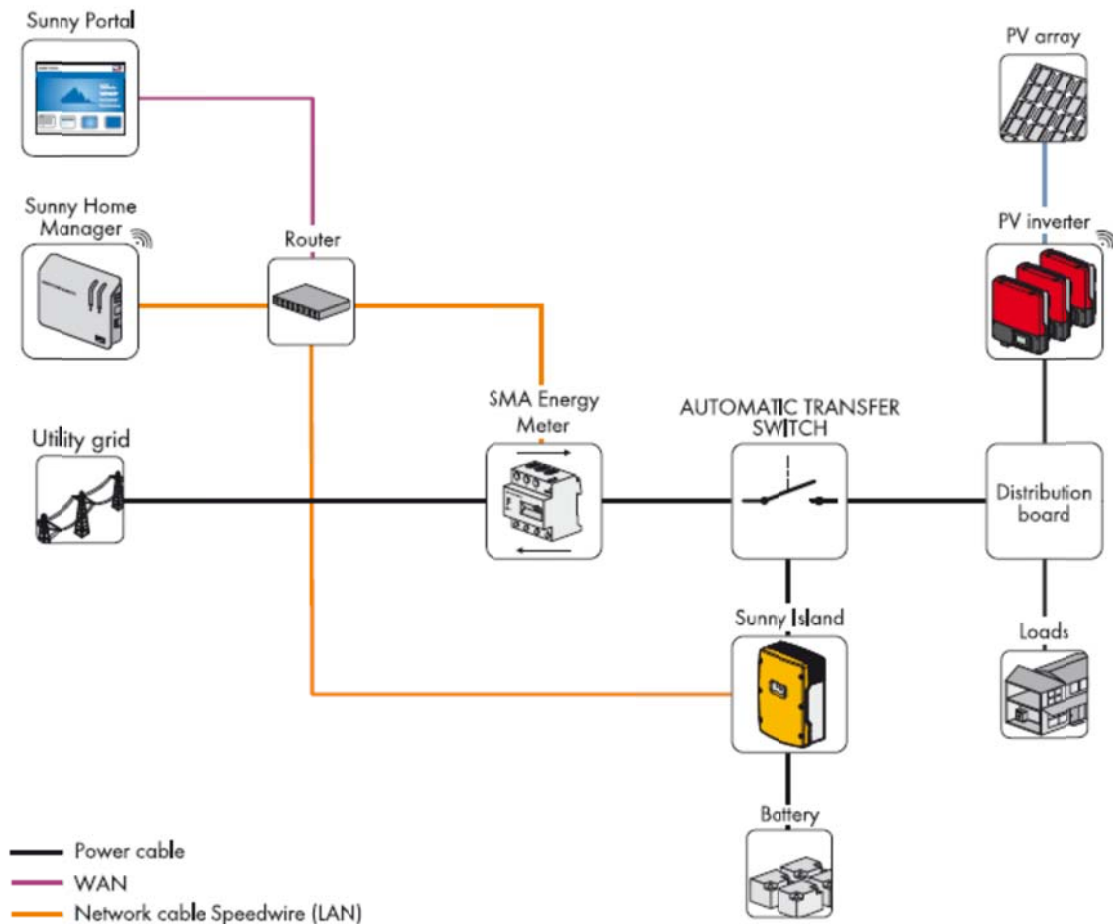 Sunny Portal
PV array
Sunny Home
Manager
Router
PV inverter
SMA Energy
Meter
AUTOMATIC TRANSFER
SWITCH
Utility grid
Distribution
board
Sunny Island
Loads
Battery
Power cable
WAN
Network cable Speedwire (LAN)